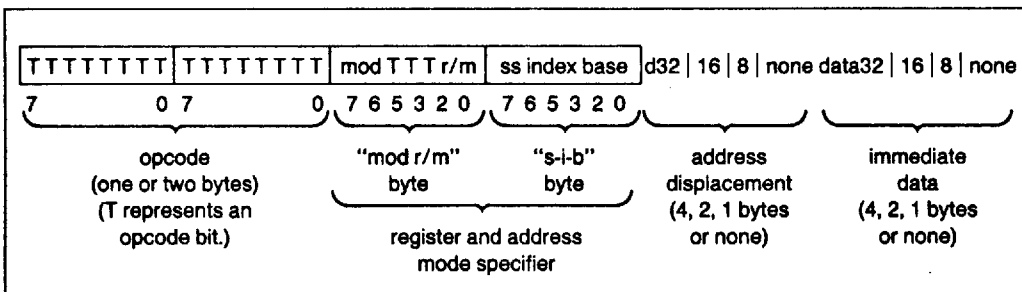 TTTTTTTT TTTTTTTT mod TTT r/m ss index base d32 | 16 | 8 | none data32 | 16 | 8 | none
7 0 7 0 7 6 5 3 2 0 7 6 5 3 2 0
opcode
(one or two bytes)
(T represents an
opcode bit.)
"mod r/m"
byte
"s-i-b"
byte
register and address
mode specifier
address
displacement
(4, 2, 1 bytes
or none)
immediate
data
(4, 2, 1 bytes
or none)